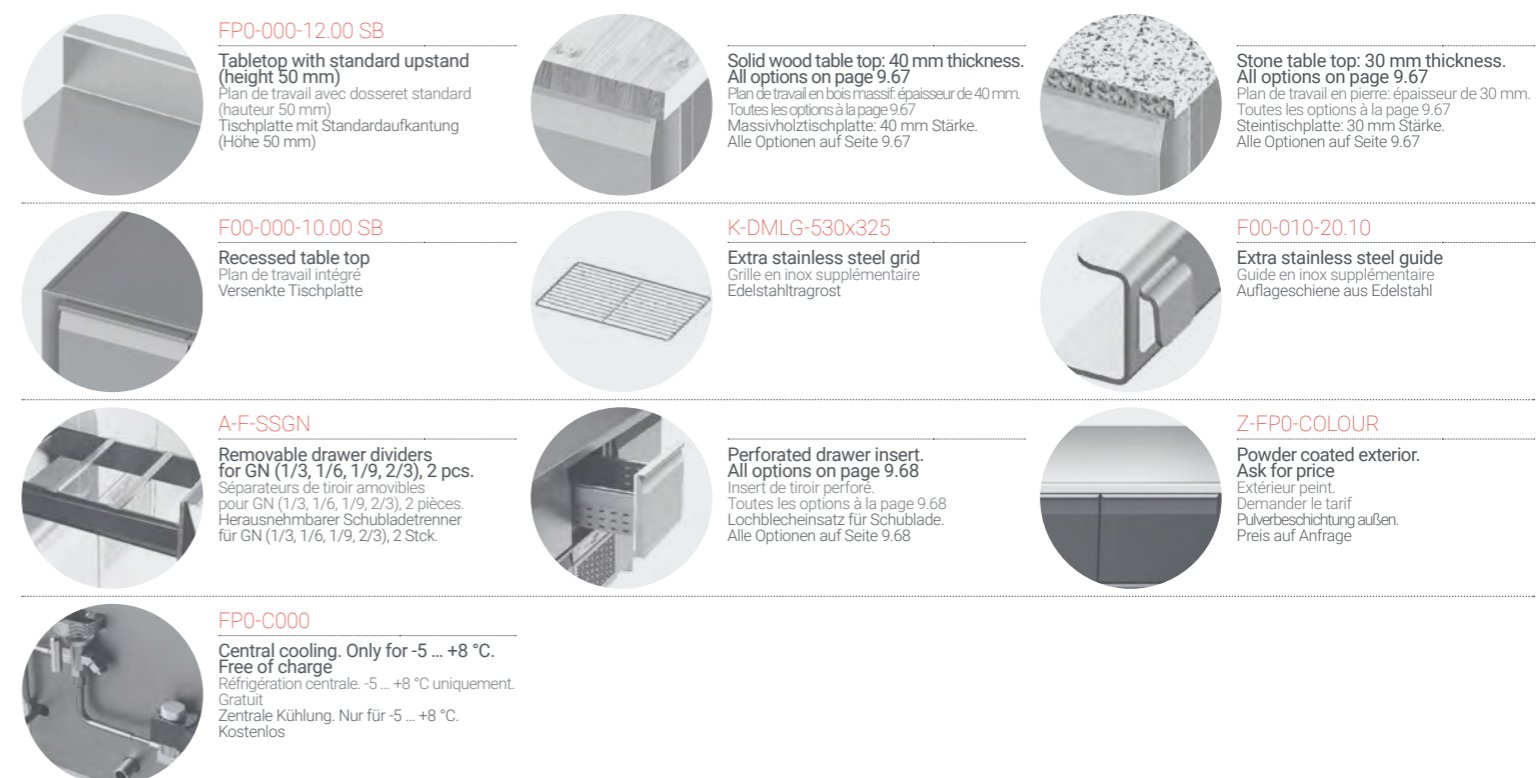 FP0-000-12.00 SB
Tabletop with standard upstand
(height 50 mm)
Plan de travail avec dosseret standard
(hauteur 50 mm)
Tischplatte mit Standardaufkantung
(Höhe 50 mm)
Solid wood table top: 40 mm thickness.
All options on page 9.67
Plan de travail en bois massif: épaisseur de 40 mm.
Toutes les options à la page 9.67
Massivholztischplatte: 40 mm Stärke.
Alle Optionen auf Seite 9.67
Stone table top: 30 mm thickness.
All options on page 9.67
Plan de travail en pierre: épaisseur de 30 mm.
Toutes les options à la page 9.67
Steintischplatte: 30 mm Stärke.
Alle Optionen auf Seite 9.67
F00-000-10.00 SB
Recessed table top
Plan de travail intégré
Versenkte Tischplatte
K-DMLG-530x325
Extra stainless steel grid
Grille en inox supplémentaire
Edelstahltragrost
F00-010-20.10
Extra stainless steel guide
Guide en inox supplémentaire
Auflageschiene aus Edelstahl
A-F-SSGN
Removable drawer dividers
for GN (1/3, 1/6, 1/9, 2/3), 2 pcs.
Séparateurs de tiroir amovibles
pour GN (1/3, 1/6, 1/9, 2/3), 2 pièces.
Herausnehmbarer Schubladetrenner
für GN (1/3, 1/6, 1/9, 2/3), 2 Stck.
Perforated drawer insert.
All options on page 9.68
Insert de tiroir perforé.
Toutes les options à la page 9.68
Lochblecheinsatz für Schublade.
Alle Optionen auf Seite 9.68
Z-FP0-COLOUR
Powder coated exterior.
Ask for price
Extérieur peint.
Demander le tarif
Pulverbeschichtung außen.
Preis auf Anfrage
FP0-C000
Central cooling. Only for -5 ... +8 °C.
Free of charge
Réfrigération centrale. -5 ... +8 °C uniquement.
Gratuit
Zentrale Kühlung. Nur für -5 ... +8 °C.
Kostenlos